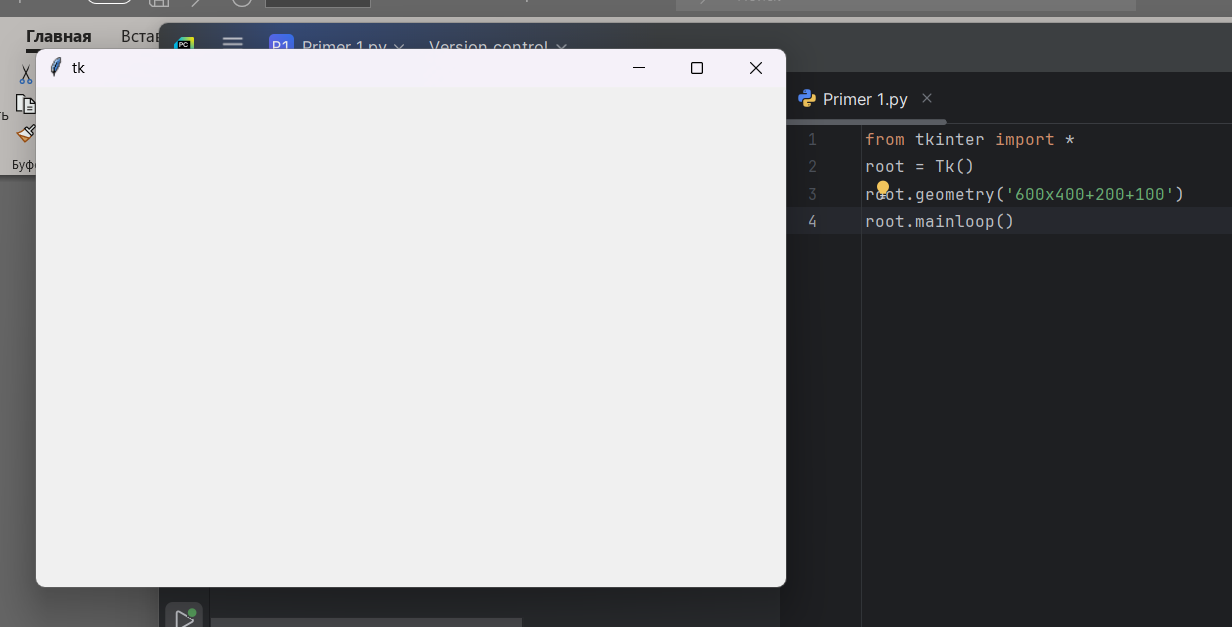 Главная
P1 Primer 1.py Version control
PC
tk
Буф
Primer 1.py
1 from tkinter import *
2 root = Tk()
3 root.geometry('600x400+200+100')
4 root.mainloop()